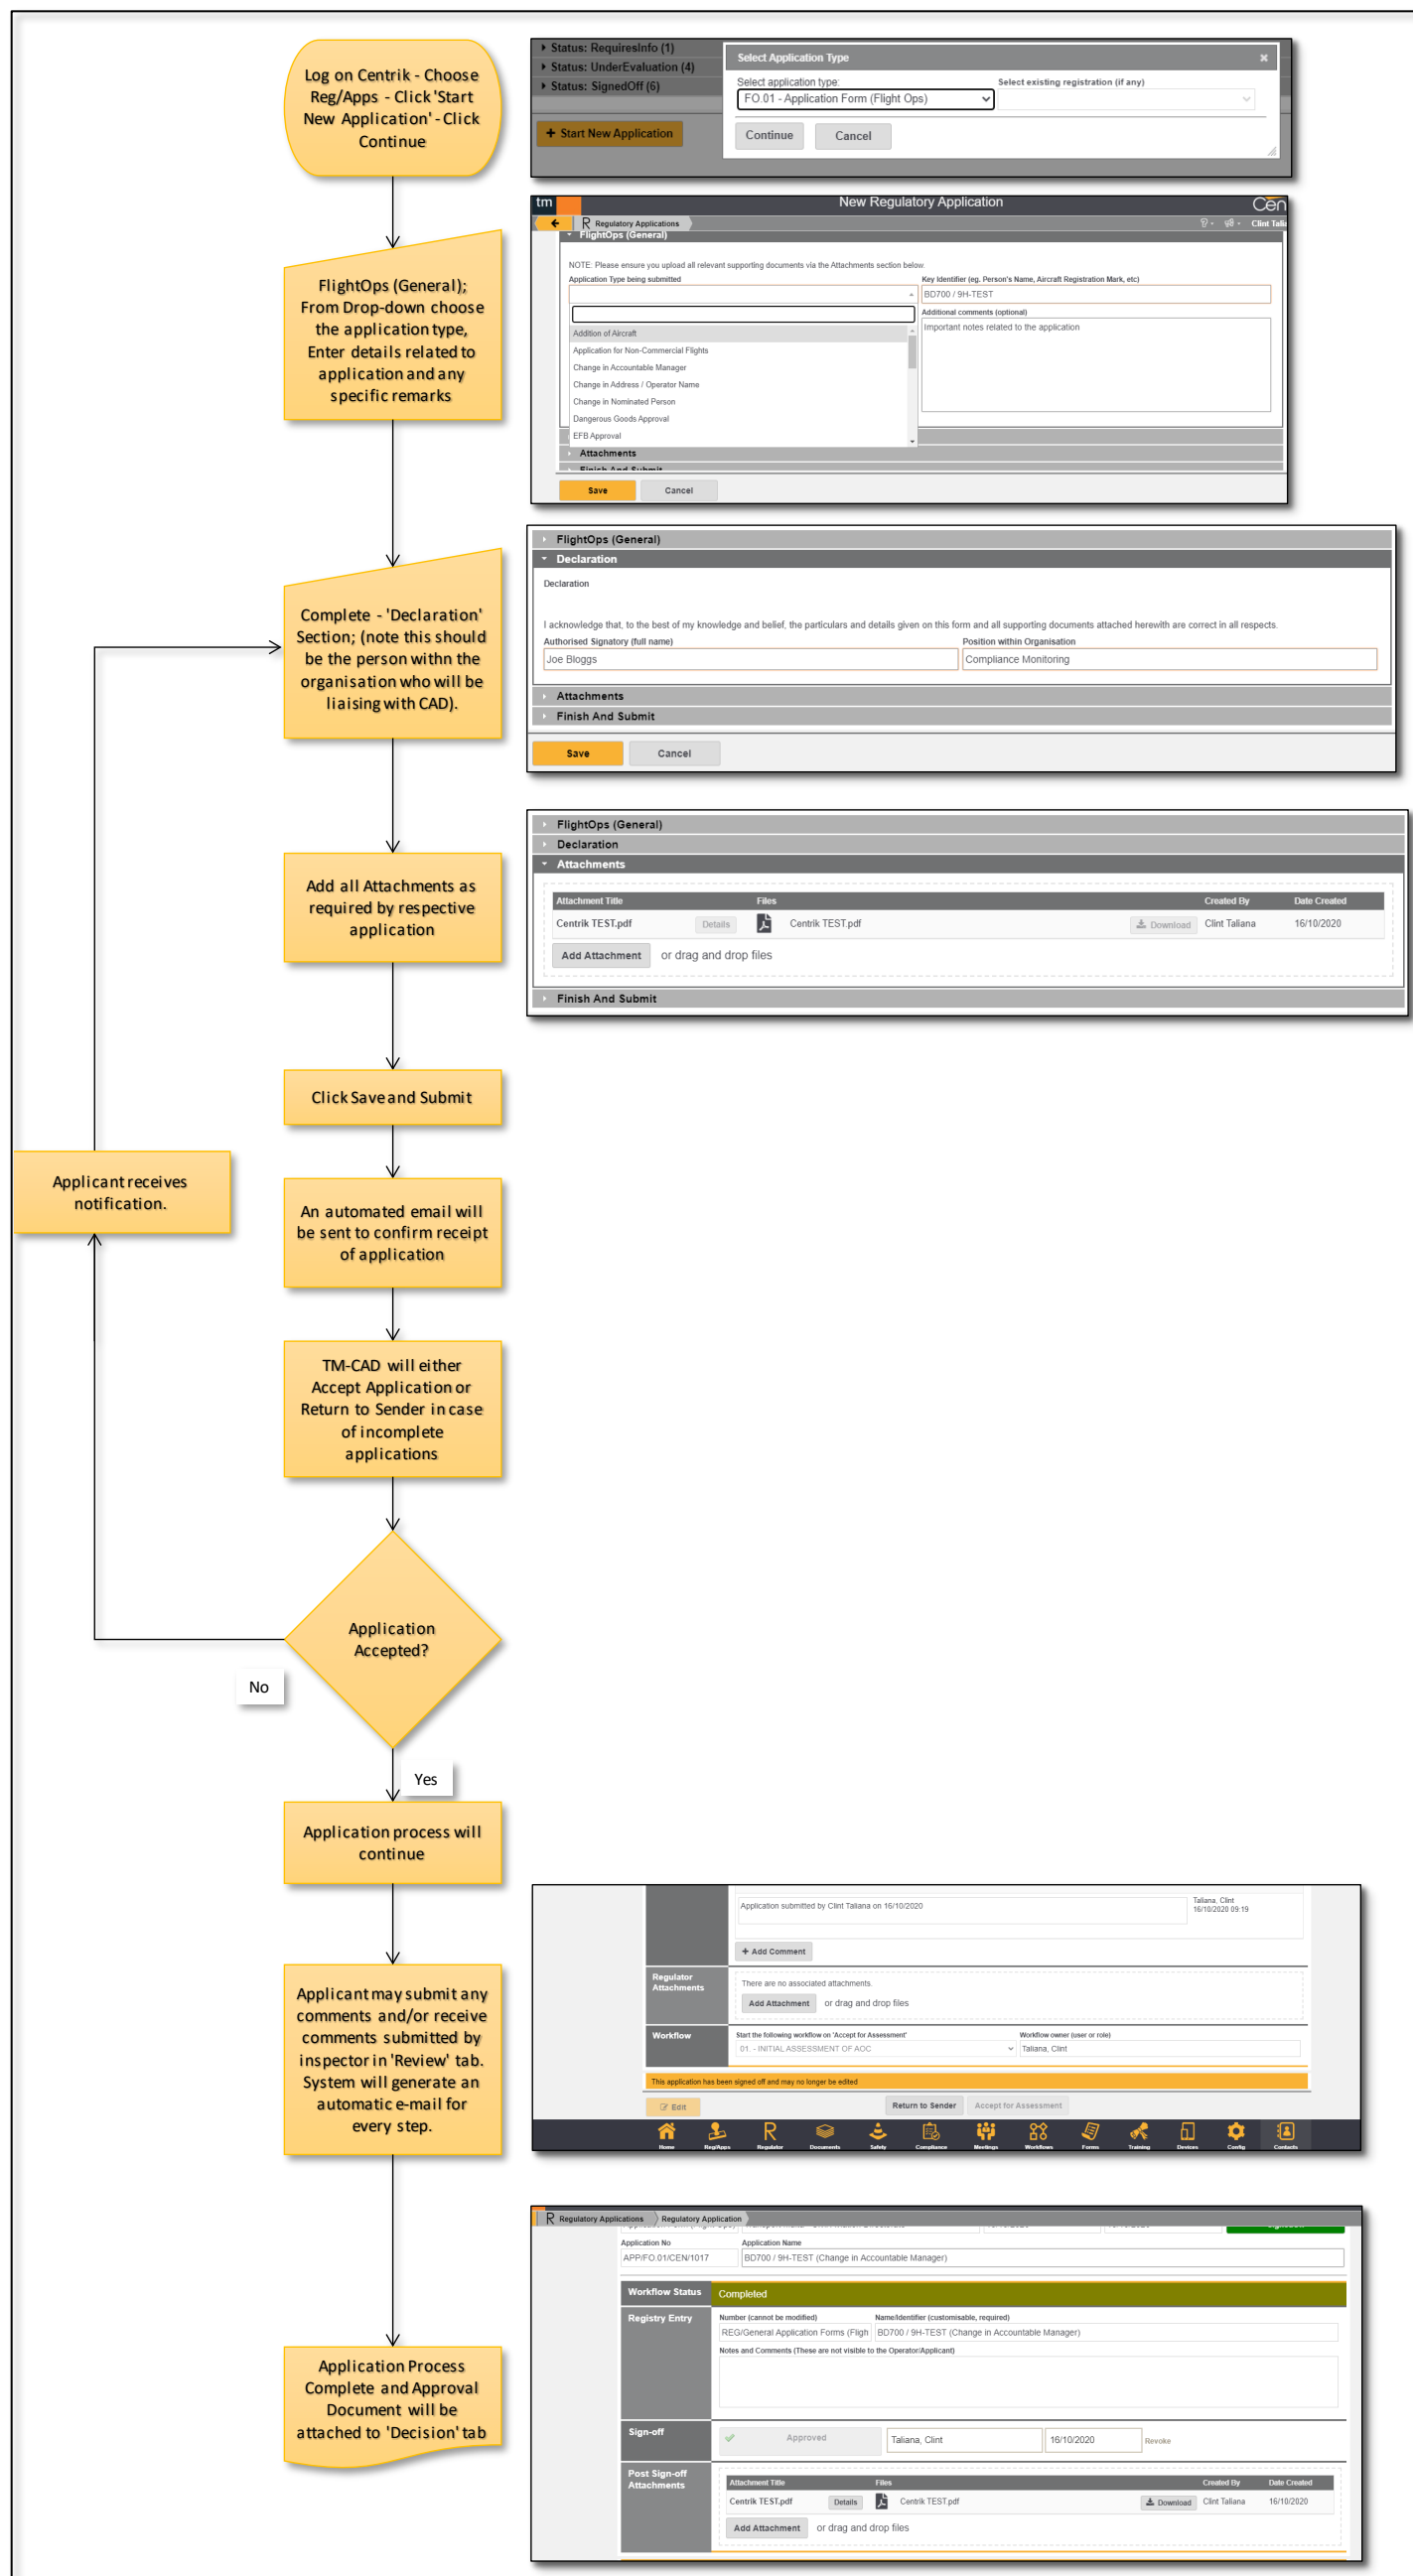 Log on Centrik - Choose
Reg/Apps - Click 'Start
New Application' - Click
Continue
Status: RequiresInfo (1)
Status: UnderEvaluation (4)
Status: SignedOff (6)
+ Start New Application
Select Application Type
Select application type:
Select existing registration (if any)
FO.01 - Application Form (Flight Ops)
Continue
Cancel
FlightOps (General);
From Drop-down choose
the application type,
Enter details related to
application and any
specific remarks
tm
New Regulatory Application
Cen
R Regulatory Applications
Clint Talia
FlightOps (General)
NOTE: Please ensure you upload all relevant supporting documents via the Attachments section below.
Application Type being submitted
Key Identifier (eg. Person's Name, Aircraft Registration Mark, etc)
BD700 / 9H-TEST
Additional comments (optional)
Important notes related to the application
Addition of Aircraft
Application for Non-Commercial Flights
Change in Accountable Manager
Change in Address / Operator Name
Change in Nominated Person
Dangerous Goods Approval
EFB Approval
Attachments
Finish And Submit
Save
Cancel
Complete - 'Declaration'
Section; (note this should
be the person withn the
organisation who will be
liaising with CAD).
FlightOps (General)
Declaration
Declaration
I acknowledge that, to the best of my knowledge and belief, the particulars and details given on this form and all supporting documents attached herewith are correct in all respects.
Authorised Signatory (full name)
Position within Organisation
Joe Bloggs
Compliance Monitoring
Attachments
Finish And Submit
Save
Cancel
Add all Attachments as
required by respective
application
FlightOps (General)
Declaration
Attachments
Attachment Title Files Created By Date Created
Centrik TEST.pdf Details Centrik TEST.pdf Download Clint Taliana 16/10/2020
Add Attachment or drag and drop files
Finish And Submit
Click Save and Submit
Applicant receives
notification.
An automated email will
be sent to confirm receipt
of application
TM-CAD will either
Accept Application or
Return to Sender in case
of incomplete
applications
Application
Accepted?
No
Yes
Application process will
continue
Applicant may submit any
comments and/or receive
comments submitted by
inspector in 'Review' tab.
System will generate an
automatic e-mail for
every step.
Application submitted by Clint Taliana on 16/10/2020
Taliana, Clint
16/10/2020 09:19
+ Add Comment
Regulator
Attachments
There are no associated attachments.
Add Attachment or drag and drop files
Workflow
Start the following workflow on 'Accept for Assessment'
Workflow owner (user or role)
01. - INITIAL ASSESSMENT OF AOC
Taliana, Clint
This application has been signed off and may no longer be edited
Edit
Return to Sender
Accept for Assessment
Home Reg/Apps Regulator Documents Safety Compliance Meetings Workflows Forms Training Devices Config Contacts
Application Process
Complete and Approval
Document will be
attached to 'Decision' tab
R Regulatory Applications Regulatory Application
Application No
Application Name
APP/FO.01/CEN/1017
BD700 / 9H-TEST (Change in Accountable Manager)
Workflow Status
Completed
Registry Entry
Number (cannot be modified)
Name/Identifier (customisable, required)
REG/General Application Forms (Fligh
BD700 / 9H-TEST (Change in Accountable Manager)
Notes and Comments (These are not visible to the Operator/Applicant)
Sign-off
Approved
Taliana, Clint
16/10/2020
Revoke
Post Sign-off
Attachments
Attachment Title Files Created By Date Created
Centrik TEST.pdf Details Centrik TEST.pdf Download Clint Taliana 16/10/2020
Add Attachment or drag and drop files